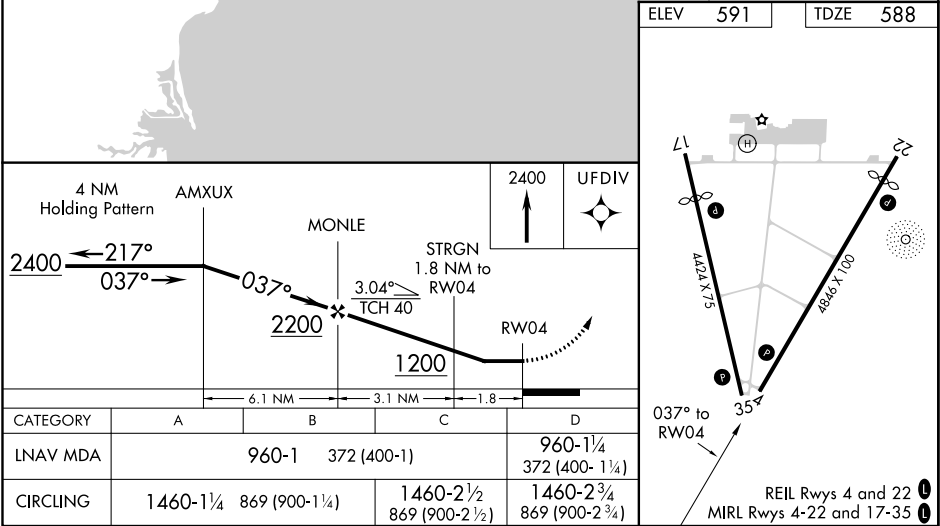 ELEV 591 TDZE 588
4 NM
Holding Pattern
AMXUX
MONLE
STRGN
1.8 NM to
RW04
2400
UFDIV
2400
217°
037°
037°
2200
3.04°
TCH 40
1200
RW04
6.1 NM 3.1 NM 1.8
CATEGORY A B C D
LNAV MDA 960-1 372 (400-1) 960-1¼
372 (400-1¼)
CIRCLING 1460-1¼ 869 (900-1¼) 1460-2½
869 (900-2½) 1460-2¾
869 (900-2¾)
H
17
22
P
P
4424 X 75
4846 X 100
P
P
35
4
037° to
RW04
REIL Rwys 4 and 22 L
MIRL Rwys 4-22 and 17-35 L